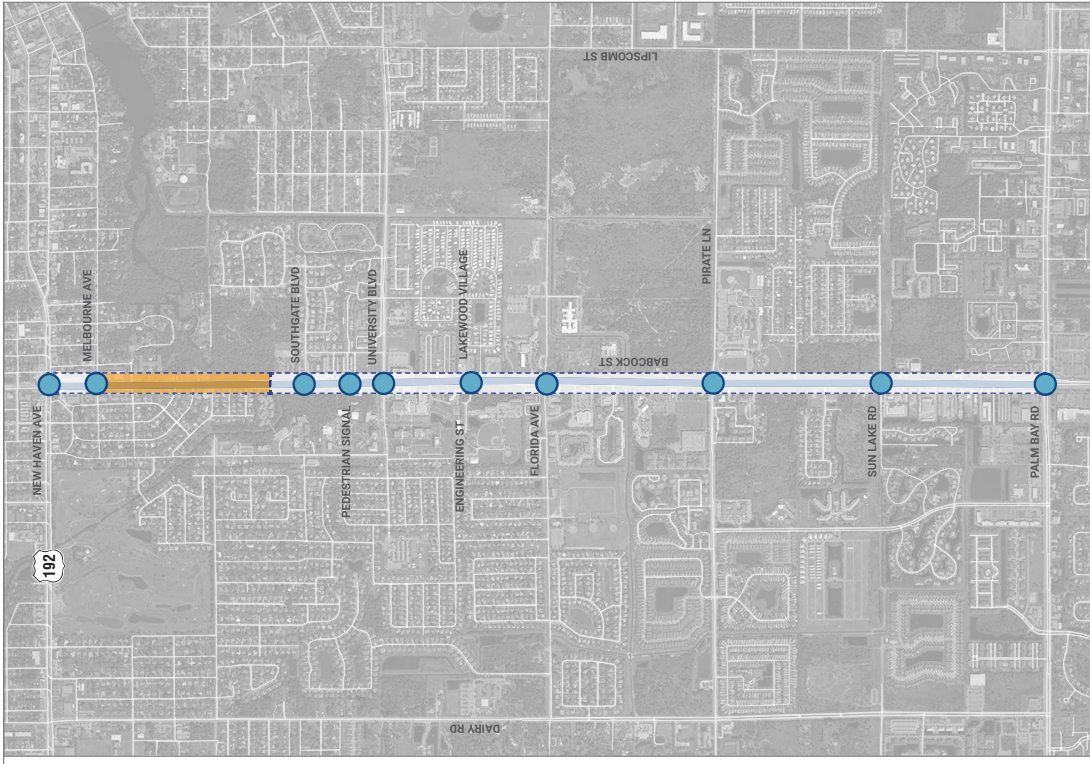 LIPSCOMB ST
PIRATE LN
LAKEWOOD VILLAGE
MELBOURNE AVE
SOUTHGATE BLVD
UNIVERSITY BLVD
BABCOCK ST
NEW HAVEN AVE
PEDESTRIAN SIGNAL
ENGINEERING ST
FLORIDA AVE
SUN LAKE RD
PALM BAY RD
192
DAIRY RD